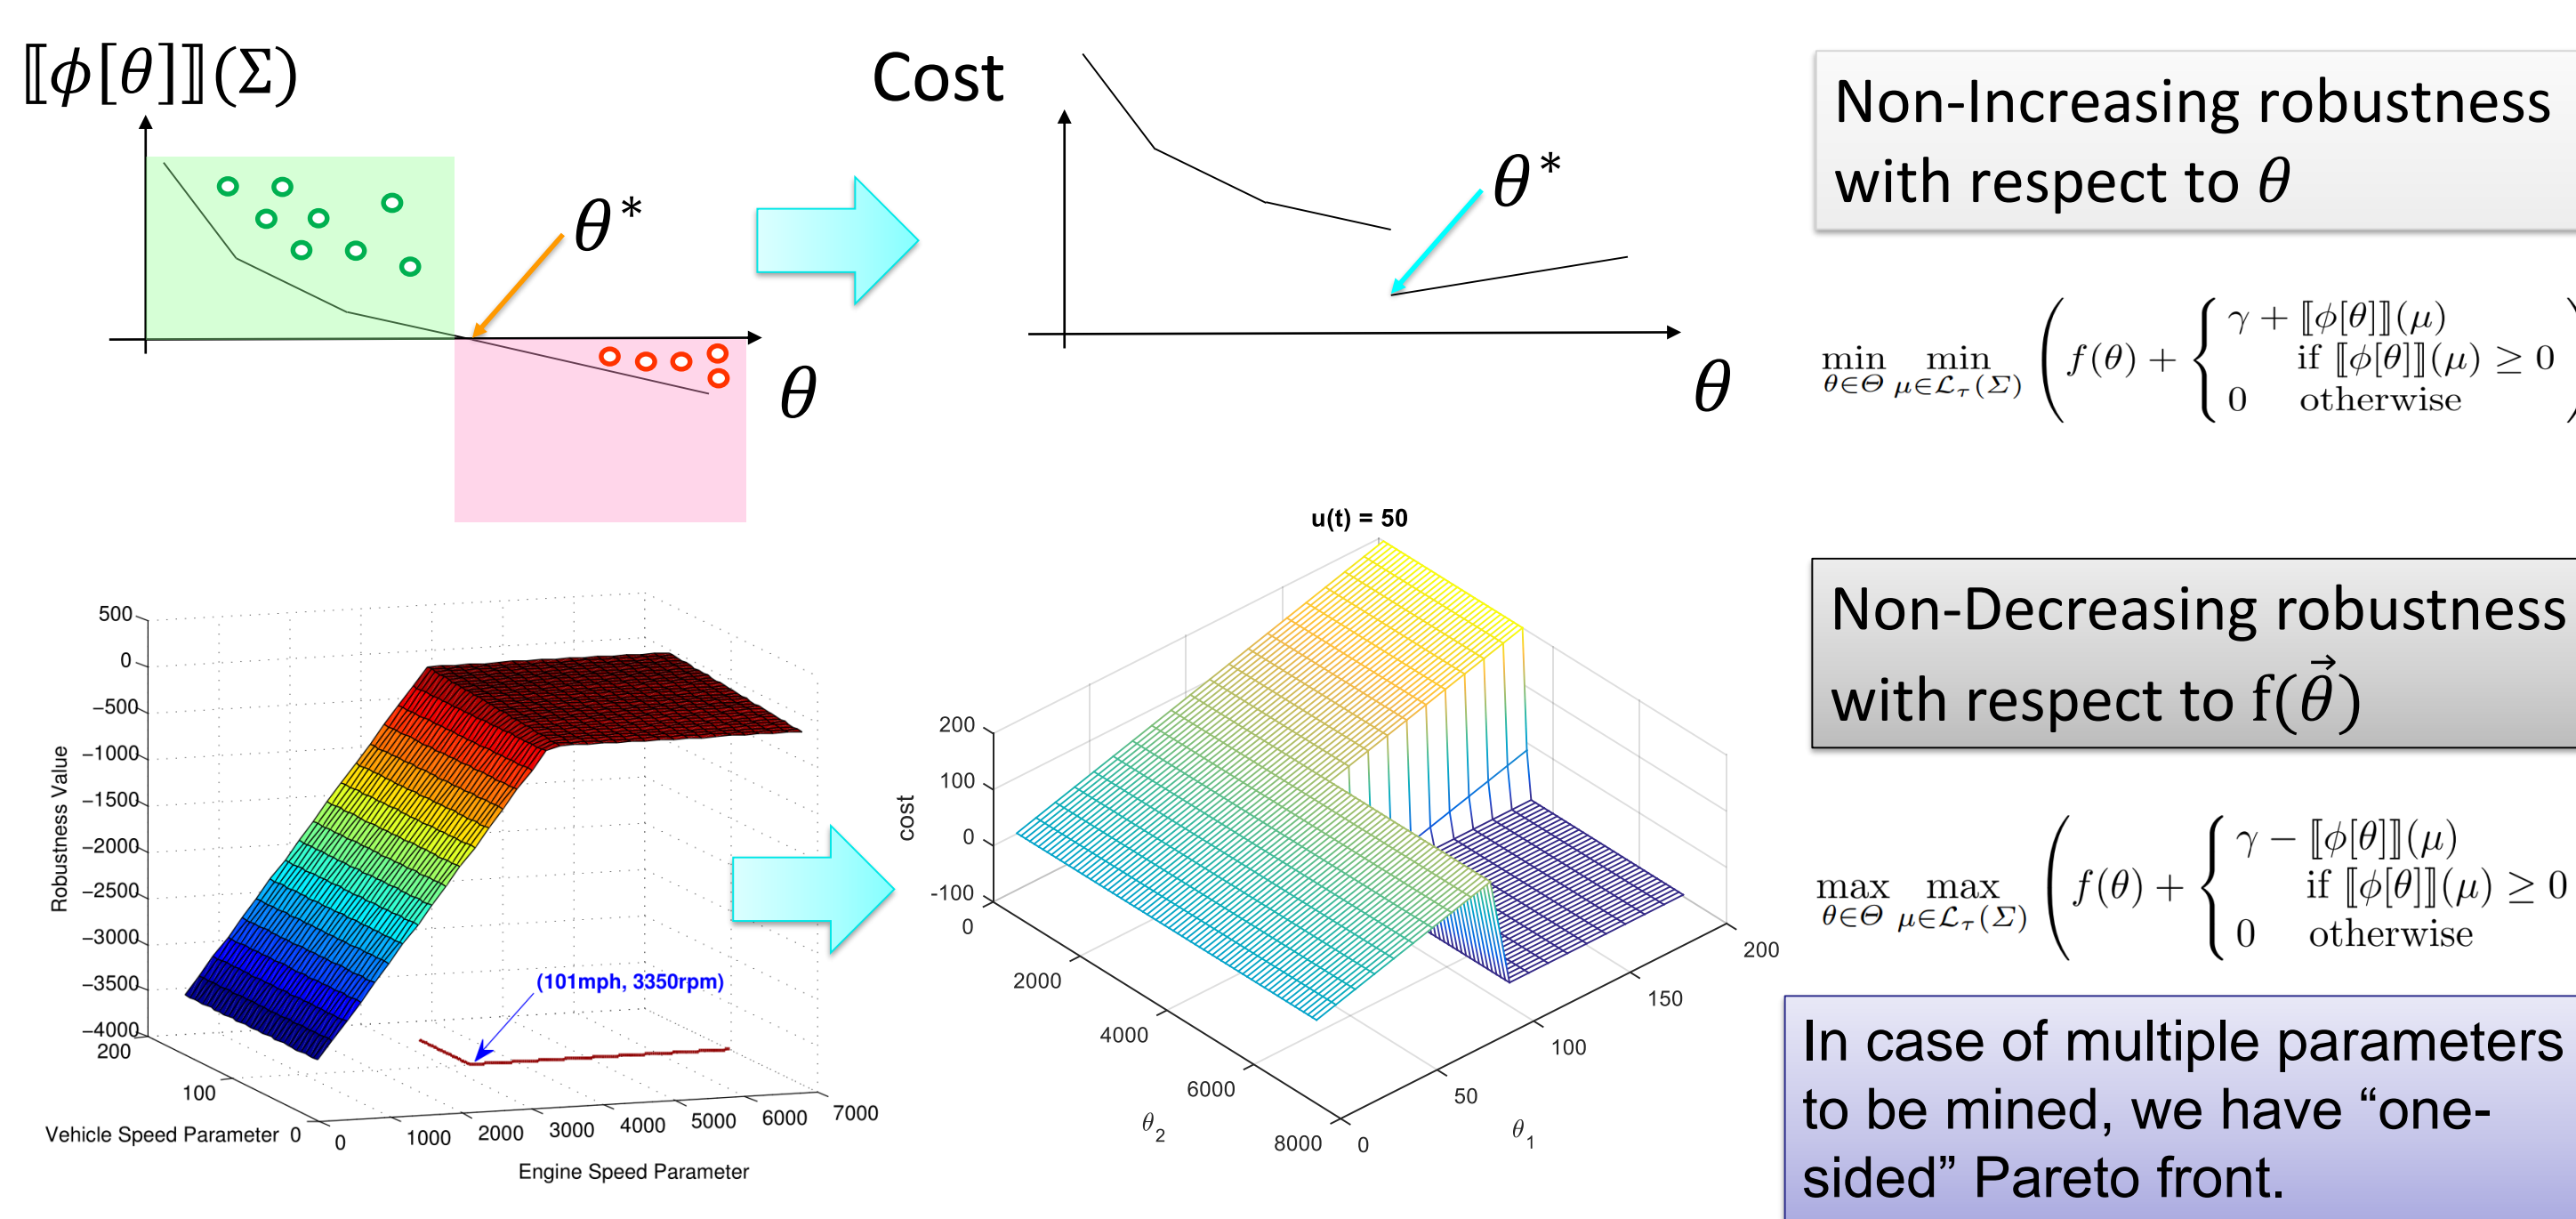 ⟦ϕ[θ]⟧(Σ)
θ*
θ
Cost
θ*
θ
Non-Increasing robustness
with respect to θ
min min ( f(θ) + { γ + ⟦ϕ[θ]⟧(μ)
θ∈Θ μ∈ℒτ(Σ)
if ⟦ϕ[θ]⟧(μ) ≥ 0
0 otherwise )
500
0
−500
−1000
−1500
−2000
−2500
−3000
−3500
−4000
Robustness Value
200
100
0
Vehicle Speed Parameter
0
1000
2000
3000
4000
5000
6000
7000
Engine Speed Parameter
(101mph, 3350rpm)
u(t) = 50
200
100
0
-100
cost
0
2000
4000
6000
8000
θ2
0
50
100
150
200
θ1
Non-Decreasing robustness
with respect to f(θ⃗)
max max ( f(θ) + { γ − ⟦ϕ[θ]⟧(μ)
θ∈Θ μ∈ℒτ(Σ)
if ⟦ϕ[θ]⟧(μ) ≥ 0
0 otherwise
In case of multiple parameters
to be mined, we have “one-
sided” Pareto front.